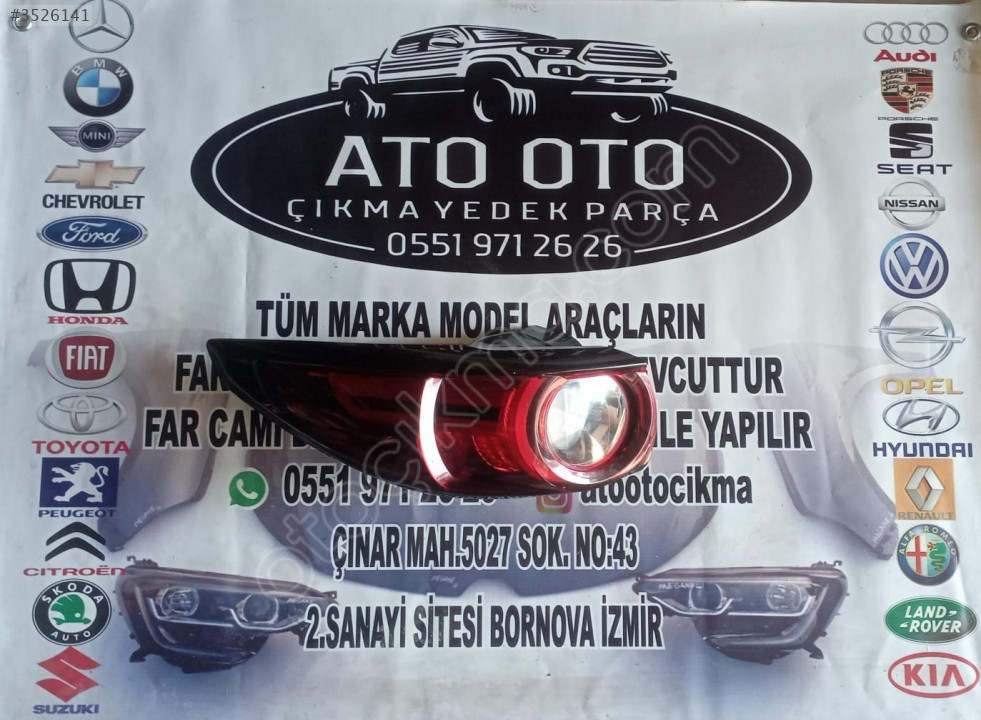 #3526141
ATO OTO
ÇIKMA YEDEK PARÇA
0551 971 26 26
TÜM MARKA MODEL ARAÇLARIN
VCUTTUR
FAR CAMI
LE YAPILIR
0551 971
atootocikma
ÇINAR MAH.5027 SOK. NO:43
2.SANAYİ SİTESİ BORNOVA İZMİR
BMW
MINI
CHEVROLET
Ford
HONDA
FIAT
TOYOTA
PEUGEOT
CITROËN
SKODA
AUTO
SUZUKI
Audi
PORSCHE
SEAT
NISSAN
OPEL
HYUNDAI
RENAULT
ALFA ROMEO
LAND-
ROVER
KIA
otocikma.com